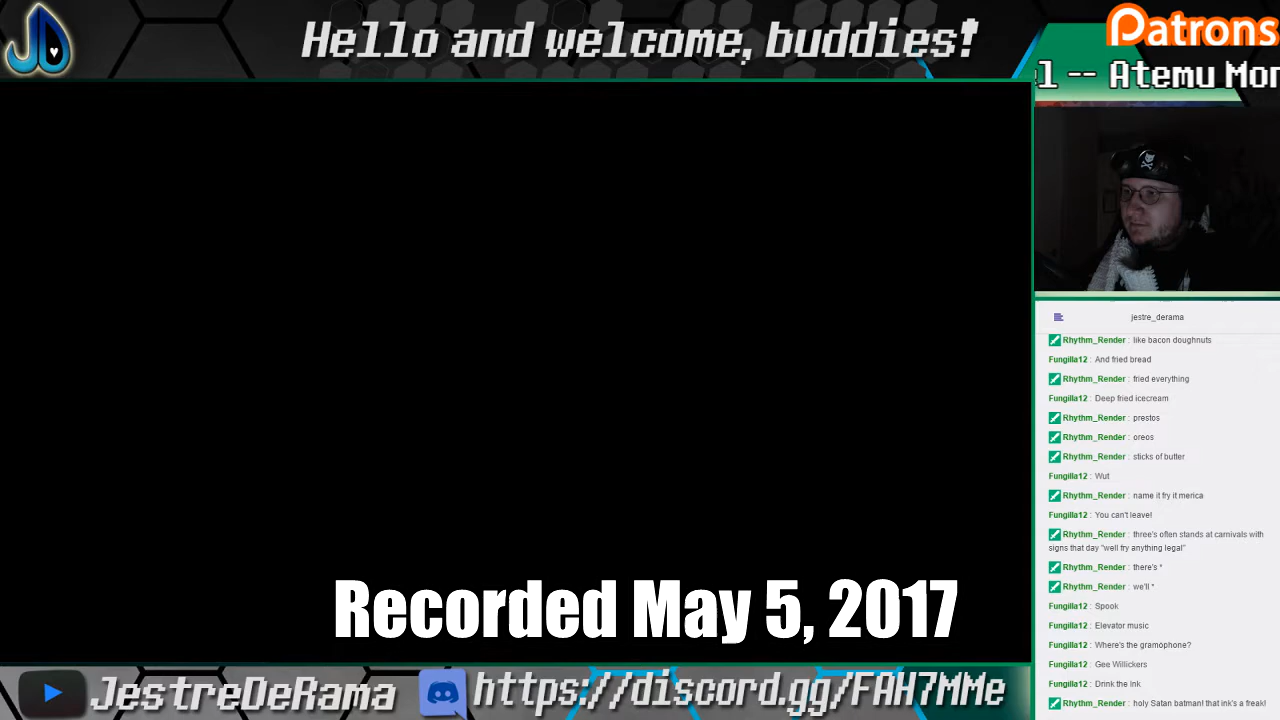 JD
Hello and welcome, buddies!
Patrons
el -- Atemu Mor
jestre_derama
Rhythm_Render : like bacon doughnuts
Fungilla12 : And fried bread
Rhythm_Render : fried everything
Fungilla12 : Deep fried icecream
Rhythm_Render : prestos
Rhythm_Render : oreos
Rhythm_Render : sticks of butter
Fungilla12 : Wut
Rhythm_Render : name it fry it merica
Fungilla12 : You can't leave!
Rhythm_Render : three's often stands at carnivals with
signs that day "well fry anything legal"
Rhythm_Render : there's *
Rhythm_Render : we'll *
Fungilla12 : Spook
Fungilla12 : Elevator music
Fungilla12 : Where's the gramophone?
Fungilla12 : Gee Willickers
Fungilla12 : Drink the Ink
Rhythm_Render : holy Satan batman! that ink's a freak!
Recorded May 5, 2017
JestreDeRama
https://discord.gg/FAH7MMe